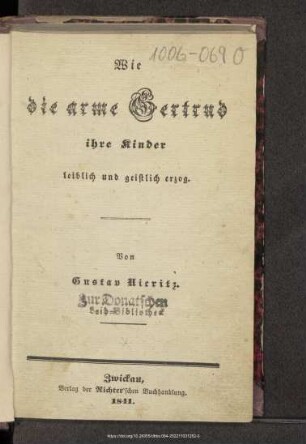 1006-069 0
Wie
die arme Gertrud
ihre Kinder
leiblich und geistlich erzog.
Von
Gustav Nieritz.
Zur Donatschen
Leih-Bibliothek
Zwickau,
Verlag der Richter'schen Buchhandlung.
1841.